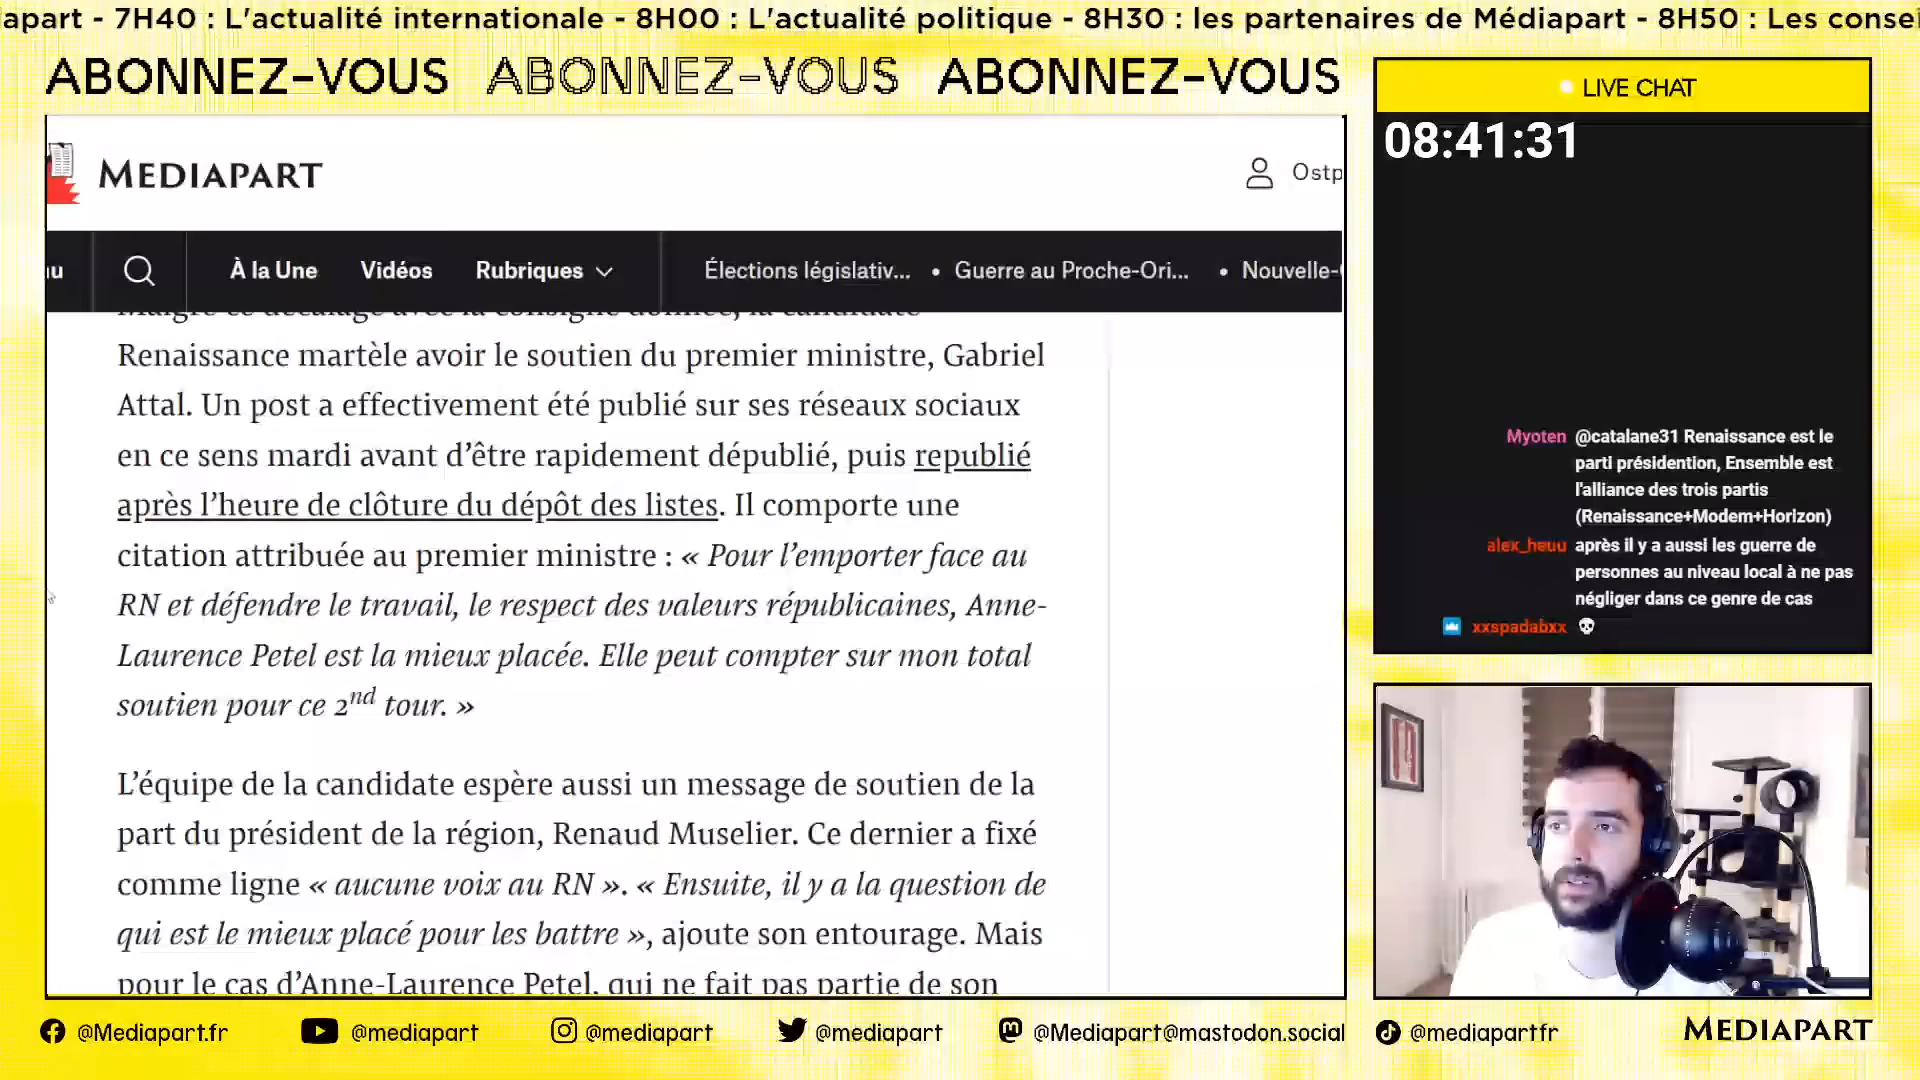 apart - 7H40 : L'actualité internationale - 8H00 : L'actualité politique - 8H30 : les partenaires de Médiapart - 8H50 : Les consei
ABONNEZ-VOUS ABONNEZ-VOUS ABONNEZ-VOUS
LIVE CHAT
08:41:31
MEDIAPART
Ostp
À la Une Vidéos Rubriques Élections législativ... • Guerre au Proche-Ori... • Nouvelle-
Malgré ce décalage avec la consigne donnée, la candidate
Renaissance martèle avoir le soutien du premier ministre, Gabriel
Attal. Un post a effectivement été publié sur ses réseaux sociaux
en ce sens mardi avant d'être rapidement dépublié, puis republié
après l'heure de clôture du dépôt des listes. Il comporte une
citation attribuée au premier ministre : « Pour l'emporter face au
RN et défendre le travail, le respect des valeurs républicaines, Anne-
Laurence Petel est la mieux placée. Elle peut compter sur mon total
soutien pour ce 2nd tour. »
L'équipe de la candidate espère aussi un message de soutien de la
part du président de la région, Renaud Muselier. Ce dernier a fixé
comme ligne « aucune voix au RN ». « Ensuite, il y a la question de
qui est le mieux placé pour les battre », ajoute son entourage. Mais
pour le cas d'Anne-Laurence Petel, qui ne fait pas partie de son
Myoten @catalane31 Renaissance est le
parti présidention, Ensemble est
l'alliance des trois partis
(Renaissance+Modem+Horizon)
alex_heuu après il y a aussi les guerre de
personnes au niveau local à ne pas
négliger dans ce genre de cas
xxspadabxx
@Mediapart.fr @mediapart @mediapart @mediapart @Mediapart@mastodon.social @mediapartfr MEDIAPART